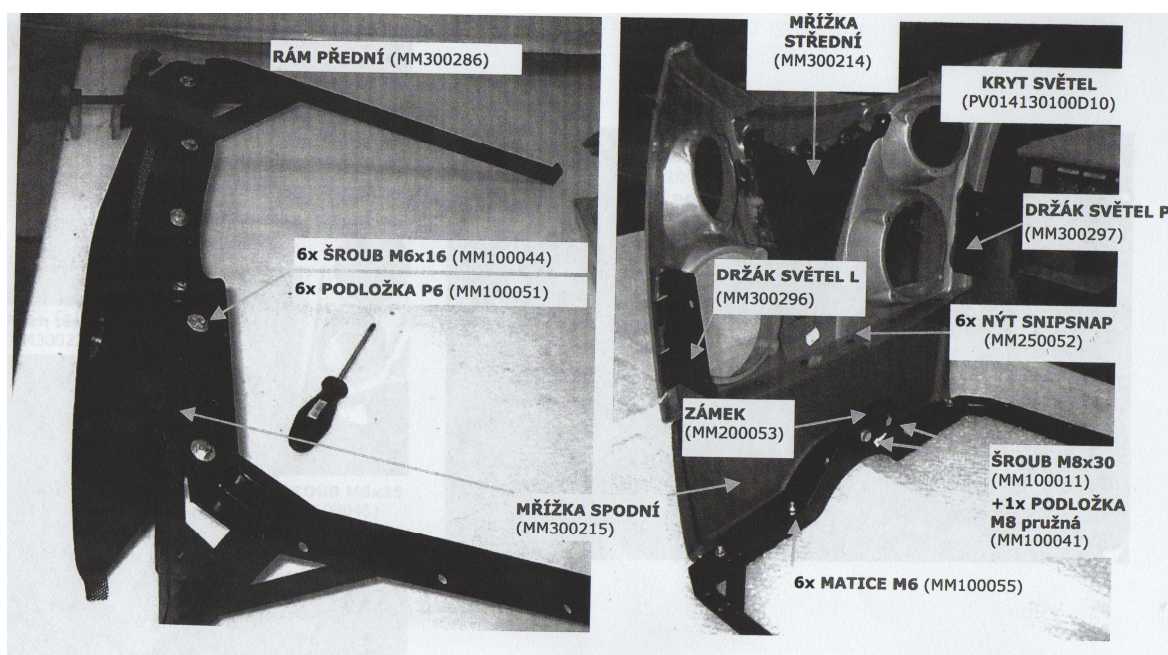 RÁM PŘEDNÍ (MM300286)
6x ŠROUB M6x16 (MM100044)
6x PODLOŽKA P6 (MM100051)
MŘÍŽKA SPODNÍ
(MM300215)
MŘÍŽKA
STŘEDNÍ
(MM300214)
KRYT SVĚTEL
(PV014130100D10)
DRŽÁK SVĚTEL P
(MM300297)
DRŽÁK SVĚTEL L
(MM300296)
6x NÝT SNIPSNAP
(MM250052)
ZÁMEK
(MM200053)
ŠROUB M8x30
(MM100011)
+1x PODLOŽKA
M8 pružná
(MM100041)
6x MATICE M6 (MM100055)